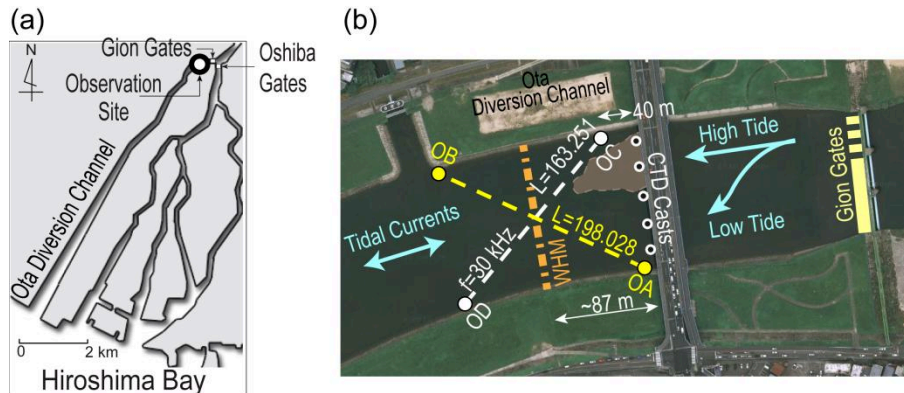 (a)
N
Gion Gates
Observation
Site
Oshiba
Gates
Ota Diversion Channel
0
2 km
Hiroshima Bay
(b)
Ota
Diversion Channel
40 m
OB
L=163.251
OC
CTD Casts
High Tide
Low Tide
Gion Gates
Tidal Currents
L=198.028
WHM
f=30 kHz
OA
OD
~87 m